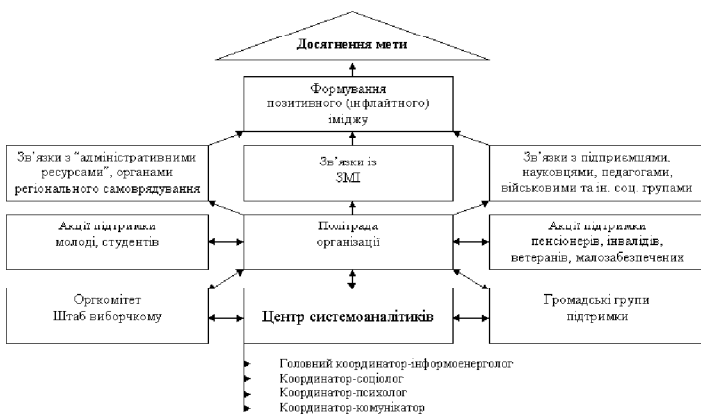 Досягнення мети
Формування
позитивного (інфлайтного)
іміджу
Зв’язки з “адміністративними
ресурсами”, органами
регіонального самоврядування
Зв’язки із
ЗМІ
Зв’язки з підприємцями,
науковцями, педагогами,
військовими та ін. соц. групами
Акції підтримки
молоді, студентів
Політрада
організації
Акції підтримки
пенсіонерів, інвалідів,
ветеранів, малозабезпечених
Оргкомітет
Штаб виборчкому
Центр системоаналітиків
Громадські групи
підтримки
Головний координатор-інформоенерголог
Координатор-соціолог
Координатор-психолог
Координатор-комунікатор